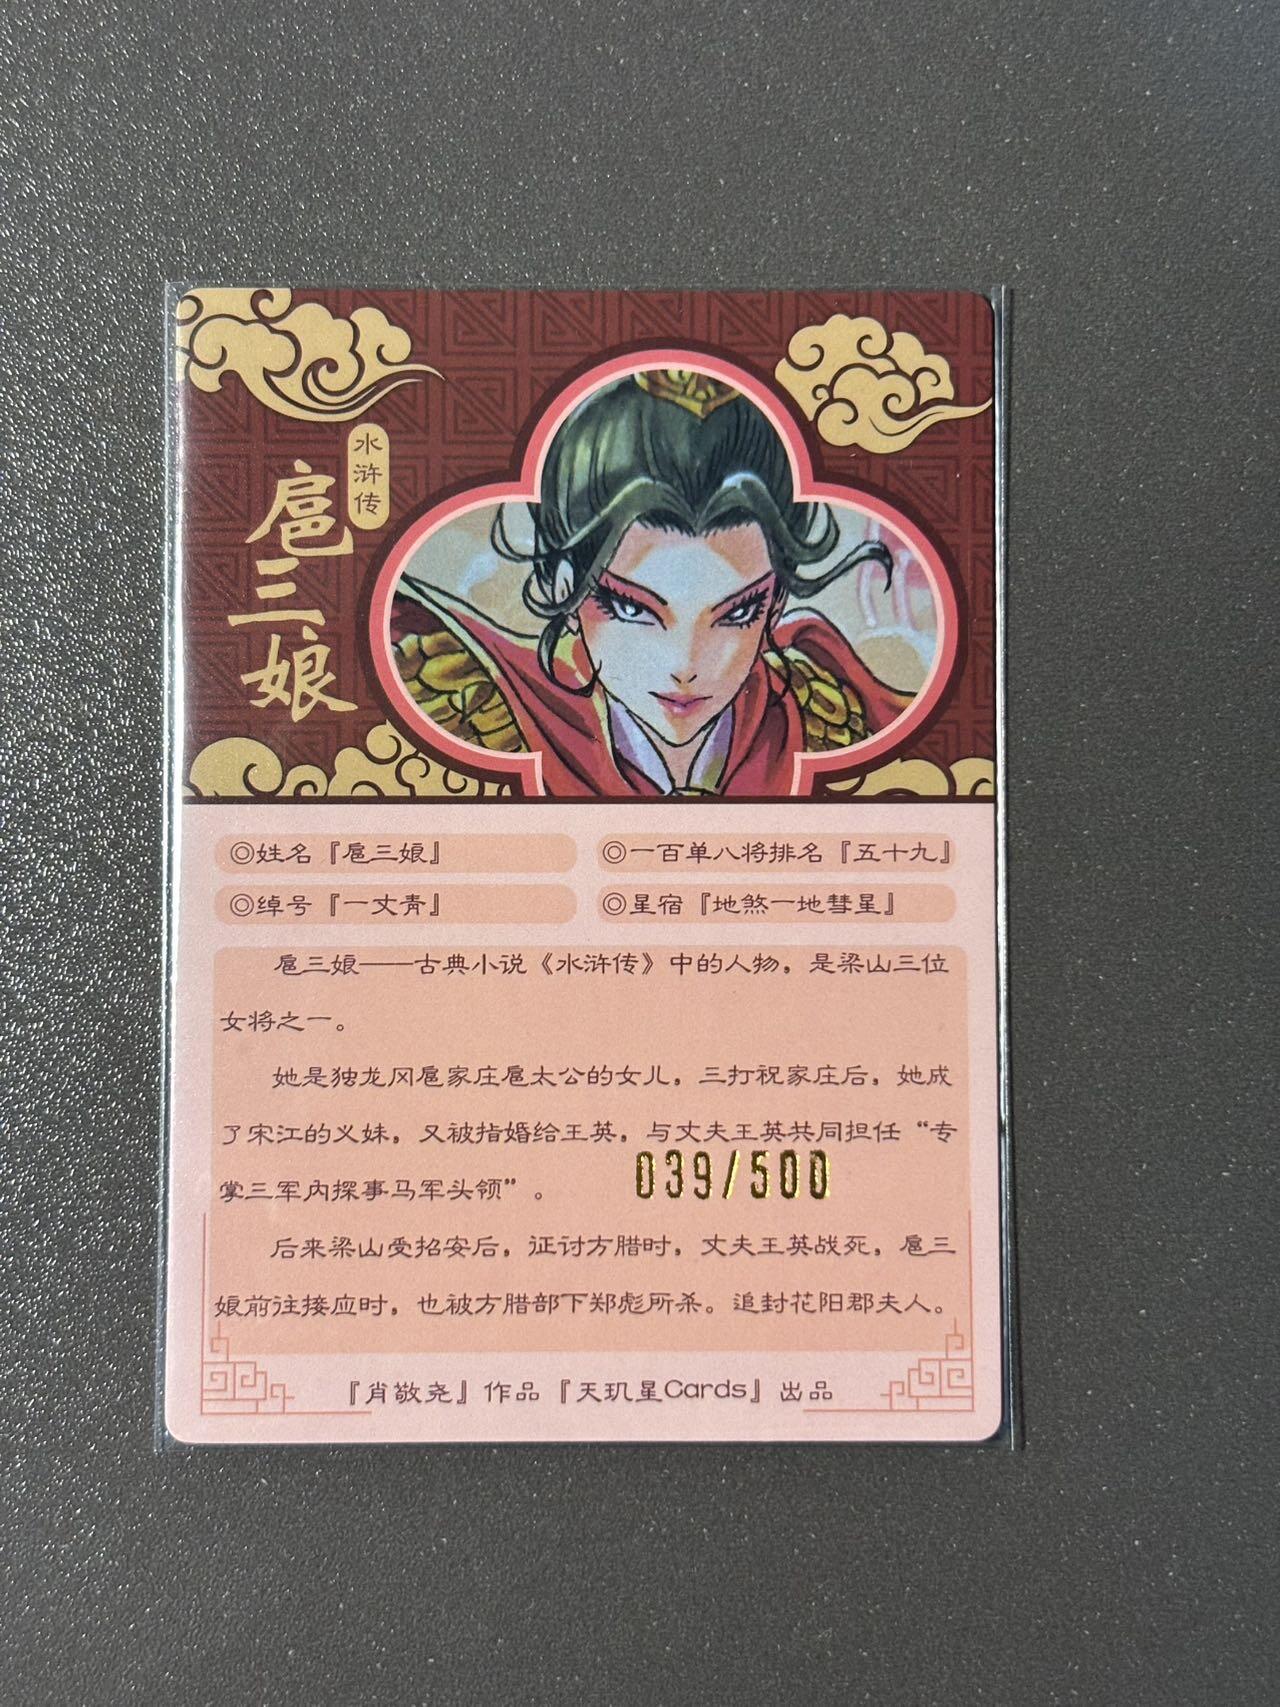 水浒传
扈三娘
◎姓名『扈三娘』
◎一百单八将排名『五十九』
◎绰号『一丈青』
◎星宿『地煞一地彗星』
扈三娘——古典小说《水浒传》中的人物，是梁山三位
女将之一。
她是独龙冈扈家庄扈太公的女儿，三打祝家庄后，她成
了宋江的义妹，又被指婚给王英，与丈夫王英共同担任“专
掌三军内探事马军头领”。
039/500
后来梁山受招安后，征讨方腊时，丈夫王英战死，扈三
娘前往接应时，也被方腊部下郑彪所杀。追封花阳郡夫人。
『肖敬尧』作品『天玑星Cards』出品